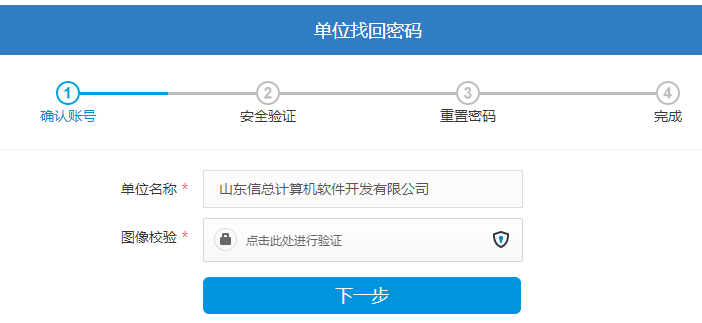 单位找回密码
1 2 3 4
确认账号 安全验证 重置密码 完成
单位名称 * 山东信总计算机软件开发有限公司
图像校验 * 点击此处进行验证
下一步